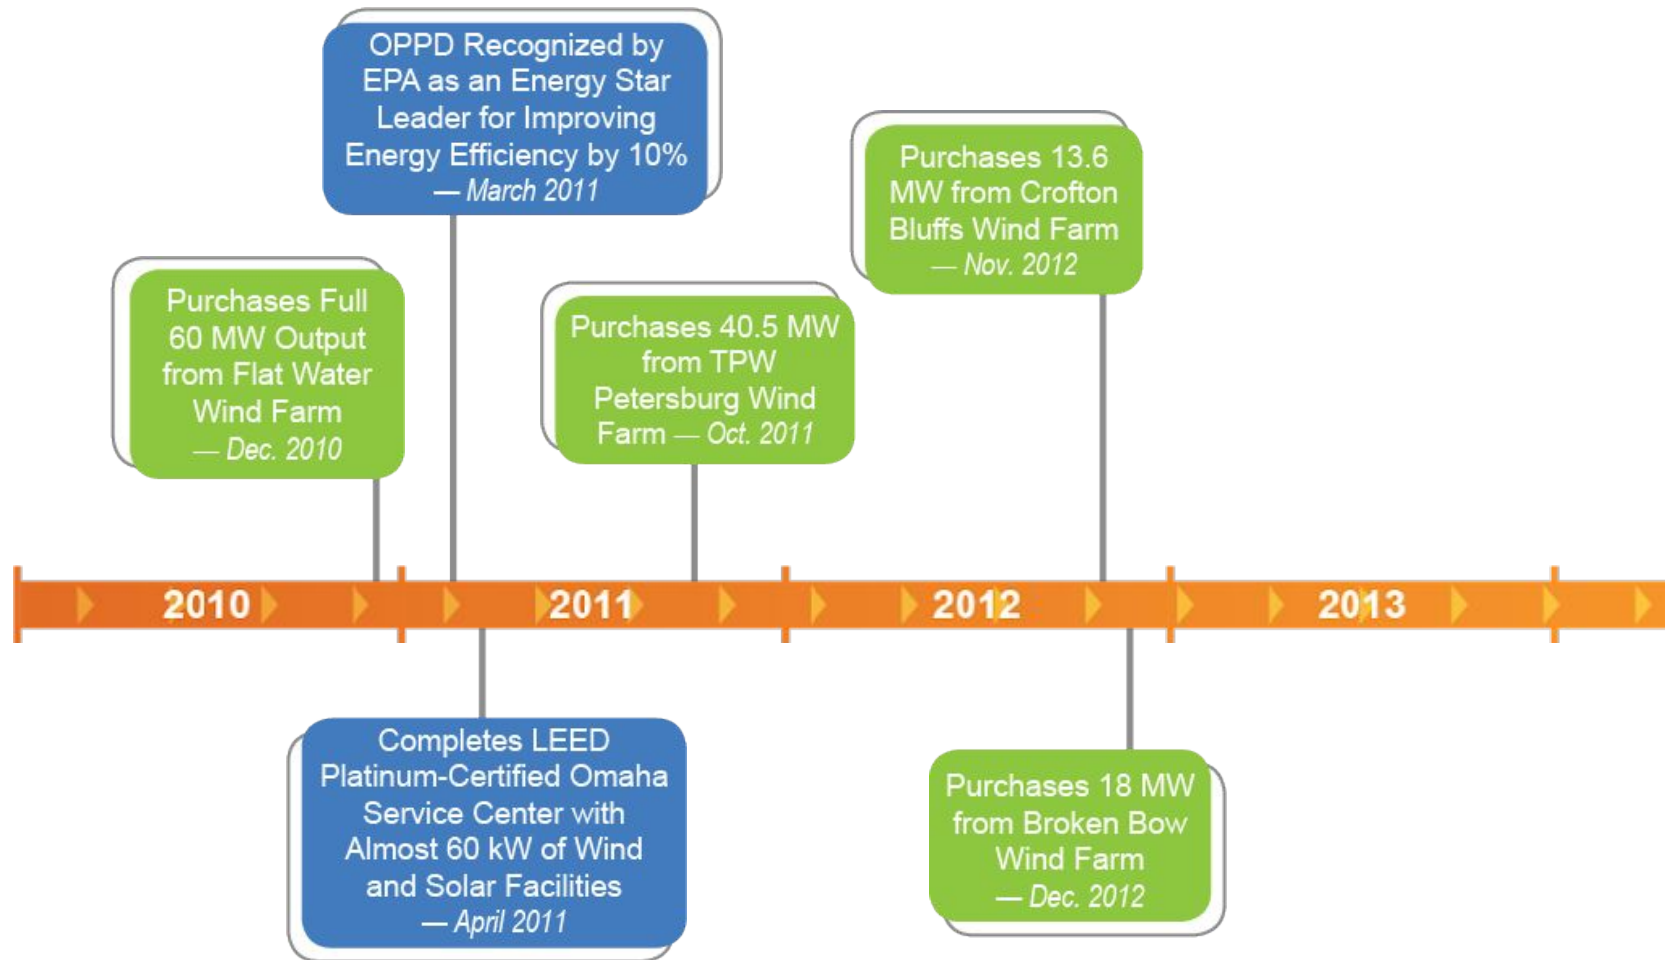 OPPD Recognized by
EPA as an Energy Star
Leader for Improving
Energy Efficiency by 10%
— March 2011
Purchases 13.6
MW from Crofton
Bluffs Wind Farm
— Nov. 2012
Purchases Full
60 MW Output
from Flat Water
Wind Farm
— Dec. 2010
Purchases 40.5 MW
from TPW
Petersburg Wind
Farm — Oct. 2011
2010
2011
2012
2013
Completes LEED
Platinum-Certified Omaha
Service Center with
Almost 60 kW of Wind
and Solar Facilities
— April 2011
Purchases 18 MW
from Broken Bow
Wind Farm
— Dec. 2012